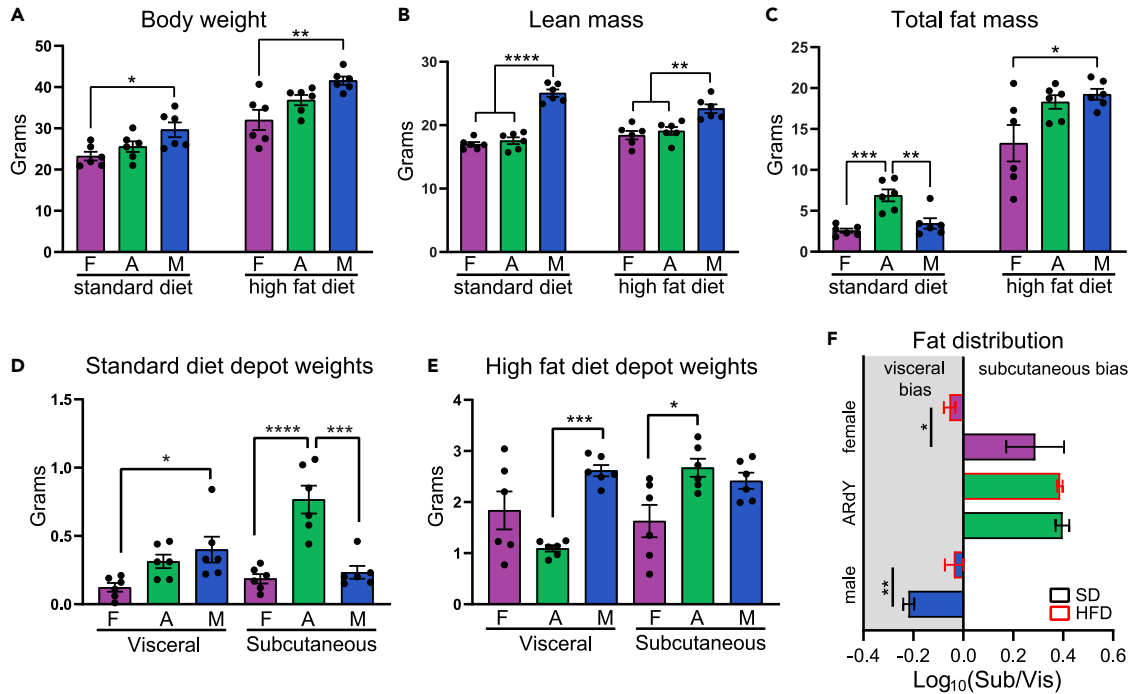 A Body weight
Grams
50
40
30
20
10
0
*
**
F A M F A M
standard diet high fat diet
B Lean mass
Grams
30
20
10
0
****
**
F A M F A M
standard diet high fat diet
C Total fat mass
Grams
25
20
15
10
5
0
***
**
*
F A M F A M
standard diet high fat diet
D Standard diet depot weights
Grams
1.5
1.0
0.5
0.0
*
****
***
F A M F A M
Visceral Subcutaneous
E High fat diet depot weights
Grams
4
3
2
1
0
***
*
F A M F A M
Visceral Subcutaneous
F Fat distribution
visceral
bias
subcutaneous bias
female
ARdY
male
*
**
SD
HFD
-0.4 -0.2 0.0 0.2 0.4
Log10(Sub/Vis)